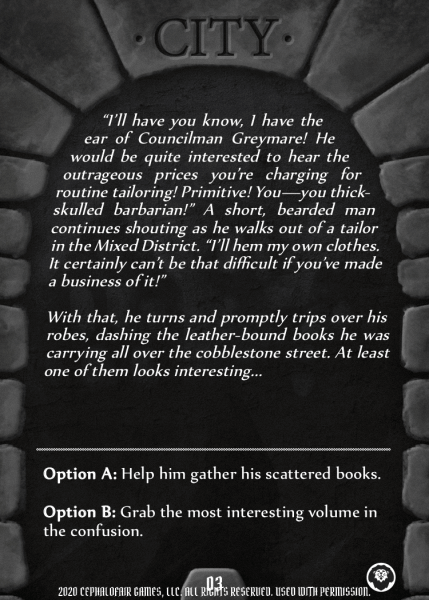 · CITY ·
“I’ll have you know, I have the
ear of Councilman Greymare! He
would be quite interested to hear the
outrageous prices you’re charging for
routine tailoring! Primitive! You—you thick-
skulled barbarian!” A short, bearded man
continues shouting as he walks out of a tailor
in the Mixed District. “I’ll hem my own clothes.
It certainly can’t be that difficult if you’ve made
a business of it!”
With that, he turns and promptly trips over his
robes, dashing the leather-bound books he was
carrying all over the cobblestone street. At least
one of them looks interesting...
Option A: Help him gather his scattered books.
Option B: Grab the most interesting volume in
the confusion.
03
2020 CEPHALOFAIR GAMES, LLC. ALL RIGHTS RESERVED. USED WITH PERMISSION.